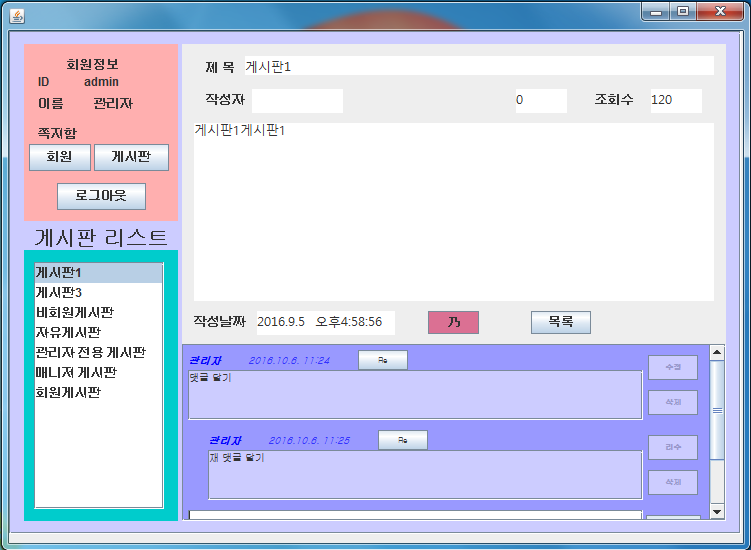 회원정보
ID admin
이름 관리자
쪽지함
회원 게시판
로그아웃
게시판 리스트
게시판1
게시판3
비회원게시판
자유게시판
관리자 전용 게시판
매니저 게시판
회원게시판
제 목 게시판1
작성자 0 조회수 120
게시판1게시판1
작성날짜 2016.9.5 오후4:58:56 乃 목록
관리자 2016.10.6. 11:24 Re
댓글 달기
수정
삭제
관리자 2016.10.6. 11:25 Re
재 댓글 달기
삭제